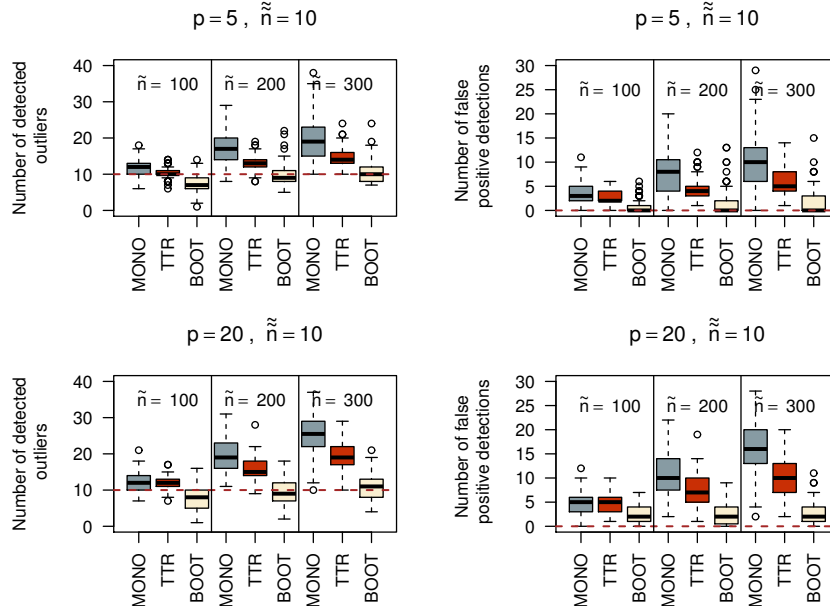 p = 5 , ñ̃ = 10
Number of detected
outliers
40
30
20
10
0
ñ = 100
ñ = 200
ñ = 300
MONO
TTR
BOOT
MONO
TTR
BOOT
MONO
TTR
BOOT
p = 5 , ñ̃ = 10
Number of false
positive detections
30
25
20
15
10
5
0
ñ = 100
ñ = 200
ñ = 300
MONO
TTR
BOOT
MONO
TTR
BOOT
MONO
TTR
BOOT
p = 20 , ñ̃ = 10
Number of detected
outliers
40
30
20
10
0
ñ = 100
ñ = 200
ñ = 300
MONO
TTR
BOOT
MONO
TTR
BOOT
MONO
TTR
BOOT
p = 20 , ñ̃ = 10
Number of false
positive detections
30
25
20
15
10
5
0
ñ = 100
ñ = 200
ñ = 300
MONO
TTR
BOOT
MONO
TTR
BOOT
MONO
TTR
BOOT